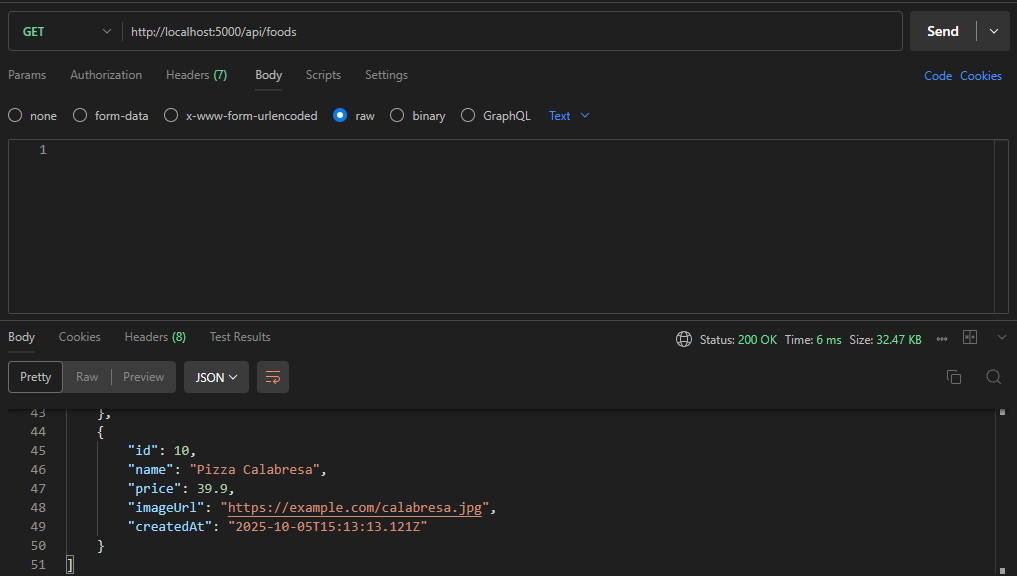 GET http://localhost:5000/api/foods Send
Params Authorization Headers (7) Body Scripts Settings Code Cookies
none form-data x-www-form-urlencoded raw binary GraphQL Text
1
Body Cookies Headers (8) Test Results Status: 200 OK Time: 6 ms Size: 32.47 KB
Pretty Raw Preview JSON
43 },
44 {
45 "id": 10,
46 "name": "Pizza Calabresa",
47 "price": 39.9,
48 "imageUrl": "https://example.com/calabresa.jpg",
49 "createdAt": "2025-10-05T15:13:13.121Z"
50 }
51 ]